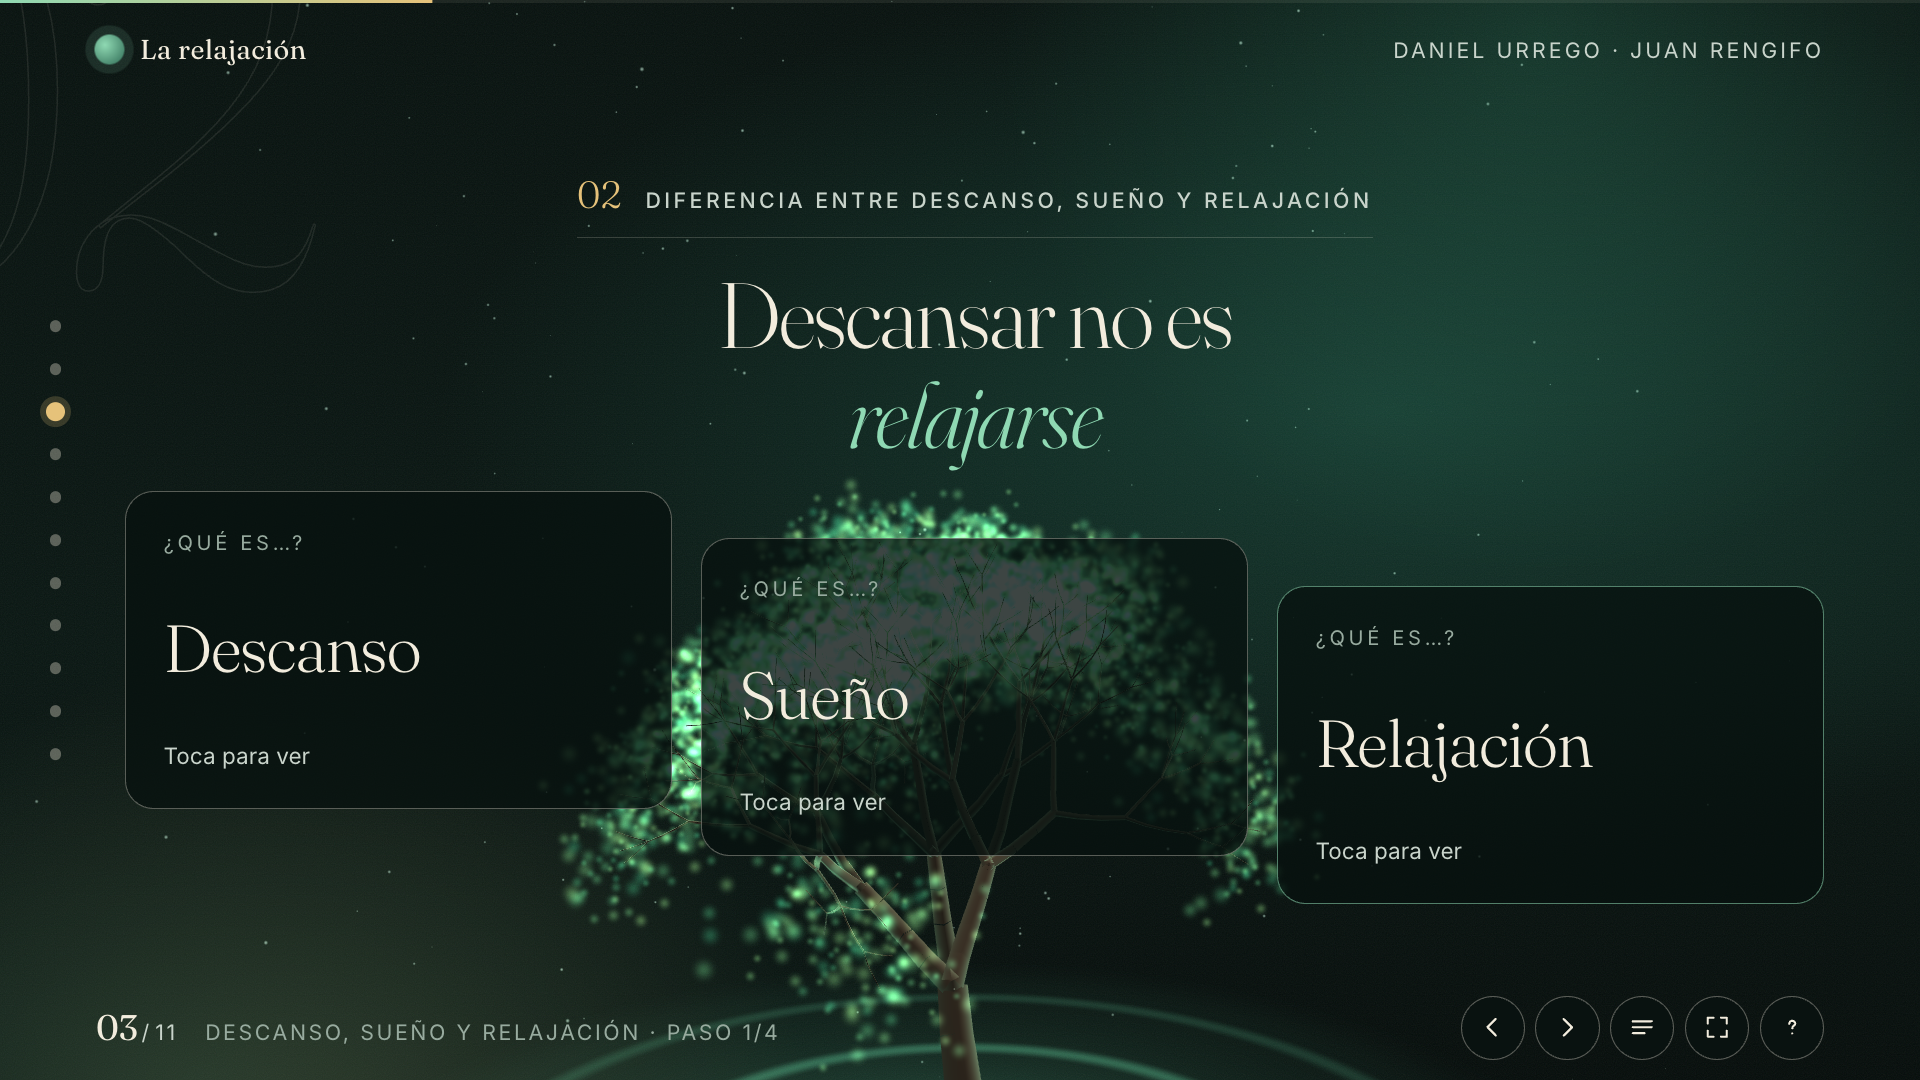 La relajación
DANIEL URREGO · JUAN RENGIFO
02 DIFERENCIA ENTRE DESCANSO, SUEÑO Y RELAJACIÓN
Descansar no es
relajarse
¿QUÉ ES...?
Descanso
Toca para ver
¿QUÉ ES...?
Sueño
Toca para ver
¿QUÉ ES...?
Relajación
Toca para ver
03 / 11 DESCANSO, SUEÑO Y RELAJACIÓN · PASO 1/4
?